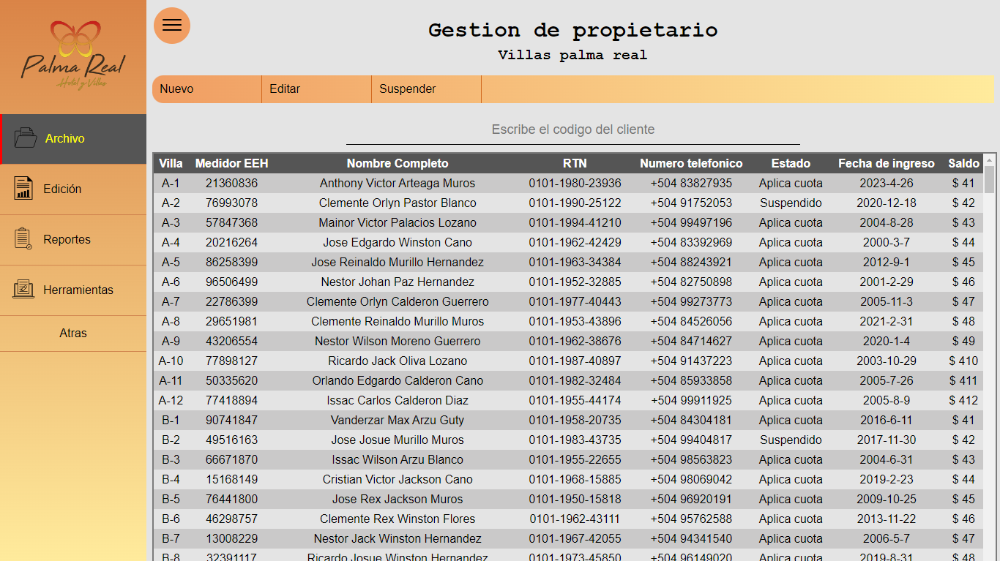 Palma Real
Hotel y Villas
Archivo
Edición
Reportes
Herramientas
Atras
Gestion de propietario
Villas palma real
Nuevo Editar Suspender
Escribe el codigo del cliente
Villa Medidor EEH Nombre Completo RTN Numero telefonico Estado Fecha de ingreso Saldo
A-1 21360836 Anthony Victor Arteaga Muros 0101-1980-23936 +504 83827935 Aplica cuota 2023-4-26 $ 41
A-2 76993078 Clemente Orlyn Pastor Blanco 0101-1990-25122 +504 91752053 Suspendido 2020-12-18 $ 42
A-3 57847368 Mainor Victor Palacios Lozano 0101-1994-41210 +504 99497196 Aplica cuota 2004-8-28 $ 43
A-4 20216264 Jose Edgardo Winston Cano 0101-1962-42429 +504 83392969 Aplica cuota 2000-3-7 $ 44
A-5 86258399 Jose Reinaldo Murillo Hernandez 0101-1963-34384 +504 88243921 Aplica cuota 2012-9-1 $ 45
A-6 96506499 Nestor Johan Paz Hernandez 0101-1952-32885 +504 82750898 Aplica cuota 2001-2-29 $ 46
A-7 22786399 Clemente Orlyn Calderon Guerrero 0101-1977-40443 +504 99273773 Aplica cuota 2005-11-3 $ 47
A-8 29651981 Clemente Reinaldo Murillo Muros 0101-1953-43896 +504 84526056 Aplica cuota 2021-2-31 $ 48
A-9 43206554 Nestor Wilson Moreno Guerrero 0101-1962-38676 +504 84714627 Aplica cuota 2020-1-4 $ 49
A-10 77898127 Ricardo Jack Oliva Lozano 0101-1987-40897 +504 91437223 Aplica cuota 2003-10-29 $ 410
A-11 50335620 Orlando Edgardo Calderon Cano 0101-1982-32484 +504 85933858 Aplica cuota 2005-7-26 $ 411
A-12 77418894 Issac Carlos Calderon Diaz 0101-1955-44174 +504 99911925 Aplica cuota 2005-8-9 $ 412
B-1 90741847 Vanderzar Max Arzu Guty 0101-1958-20735 +504 84304181 Aplica cuota 2016-6-11 $ 41
B-2 49516163 Jose Josue Murillo Muros 0101-1983-43735 +504 99404817 Suspendido 2017-11-30 $ 42
B-3 66671870 Issac Wilson Arzu Blanco 0101-1955-22655 +504 98563823 Aplica cuota 2004-6-31 $ 43
B-4 15168149 Cristian Victor Jackson Cano 0101-1968-15885 +504 98069042 Aplica cuota 2019-2-23 $ 44
B-5 76441800 Jose Rex Jackson Muros 0101-1950-15818 +504 96920191 Aplica cuota 2009-10-25 $ 45
B-6 46298757 Clemente Rex Winston Flores 0101-1962-43111 +504 95762588 Aplica cuota 2013-11-22 $ 46
B-7 13008229 Nestor Jack Winston Hernandez 0101-1967-42055 +504 94341540 Aplica cuota 2006-5-7 $ 47
B-8 32391117 Ricardo Josue Winston Hernandez 0101-1973-45850 +504 96149020 Aplica cuota 2019-8-31 $ 48